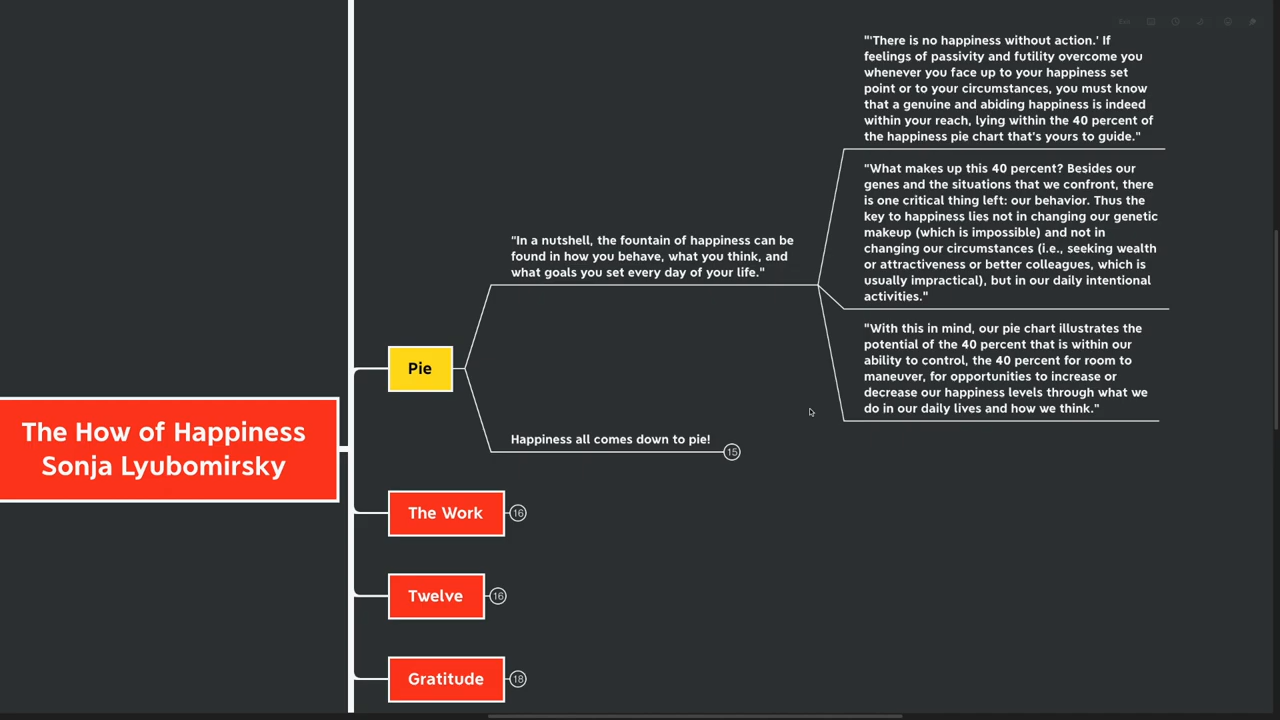 The How of Happiness
Sonja Lyubomirsky
Pie
"In a nutshell, the fountain of happiness can be
found in how you behave, what you think, and
what goals you set every day of your life."
"'There is no happiness without action.' If
feelings of passivity and futility overcome you
whenever you face up to your happiness set
point or to your circumstances, you must know
that a genuine and abiding happiness is indeed
within your reach, lying within the 40 percent of
the happiness pie chart that's yours to guide."
"What makes up this 40 percent? Besides our
genes and the situations that we confront, there
is one critical thing left: our behavior. Thus the
key to happiness lies not in changing our genetic
makeup (which is impossible) and not in
changing our circumstances (i.e., seeking wealth
or attractiveness or better colleagues, which is
usually impractical), but in our daily intentional
activities."
"With this in mind, our pie chart illustrates the
potential of the 40 percent that is within our
ability to control, the 40 percent for room to
maneuver, for opportunities to increase or
decrease our happiness levels through what we
do in our daily lives and how we think."
Happiness all comes down to pie!
15
The Work
16
Twelve
16
Gratitude
18